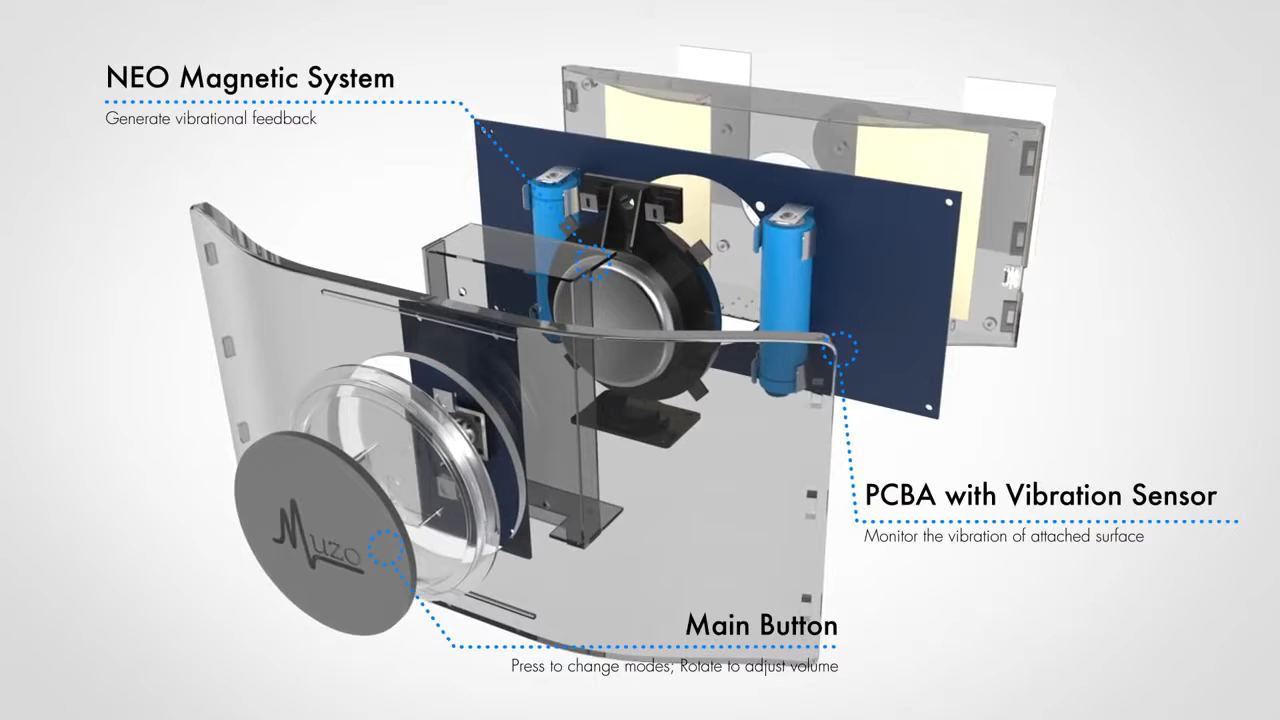 NEO Magnetic System
Generate vibrational feedback
Muzo
PCBA with Vibration Sensor
Monitor the vibration of attached surface
Main Button
Press to change modes; Rotate to adjust volume